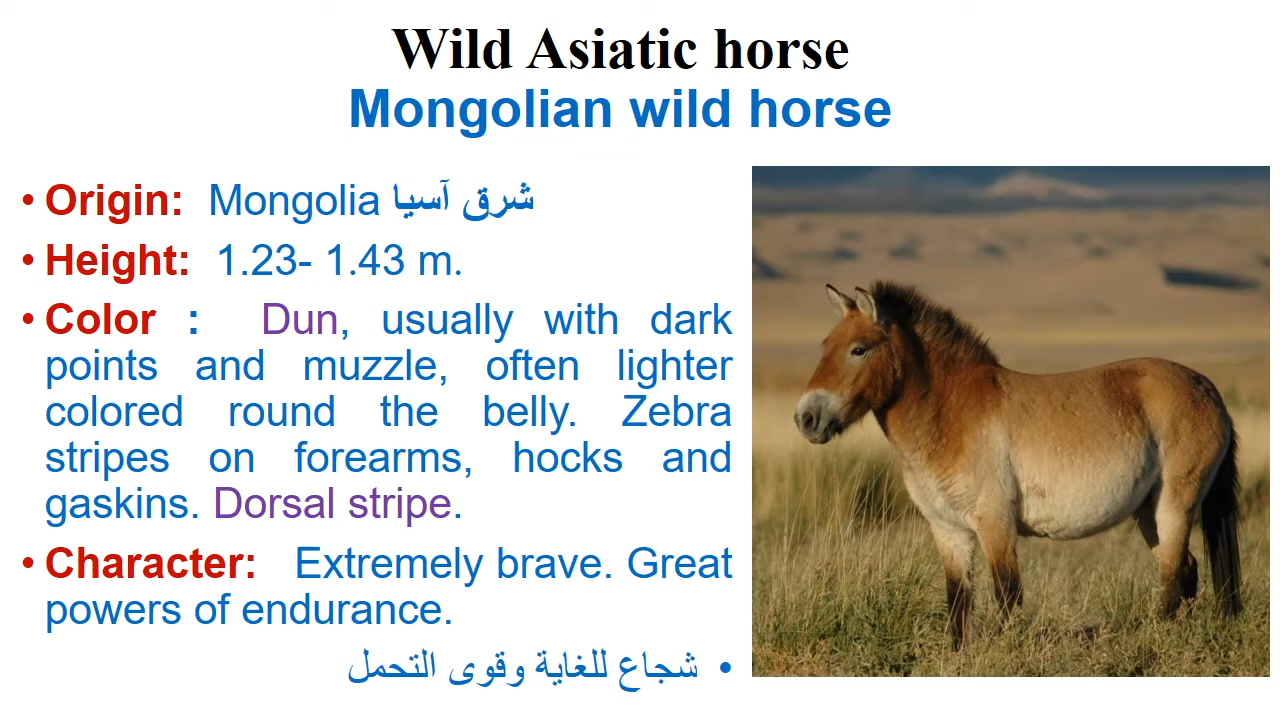 Wild Asiatic horse
Mongolian wild horse
• Origin: Mongolia شرق آسيا
• Height: 1.23- 1.43 m.
• Color : Dun, usually with dark
points and muzzle, often lighter
colored round the belly. Zebra
stripes on forearms, hocks and
gaskins. Dorsal stripe.
• Character: Extremely brave. Great
powers of endurance.
• شجاع للغاية وقوى التحمل